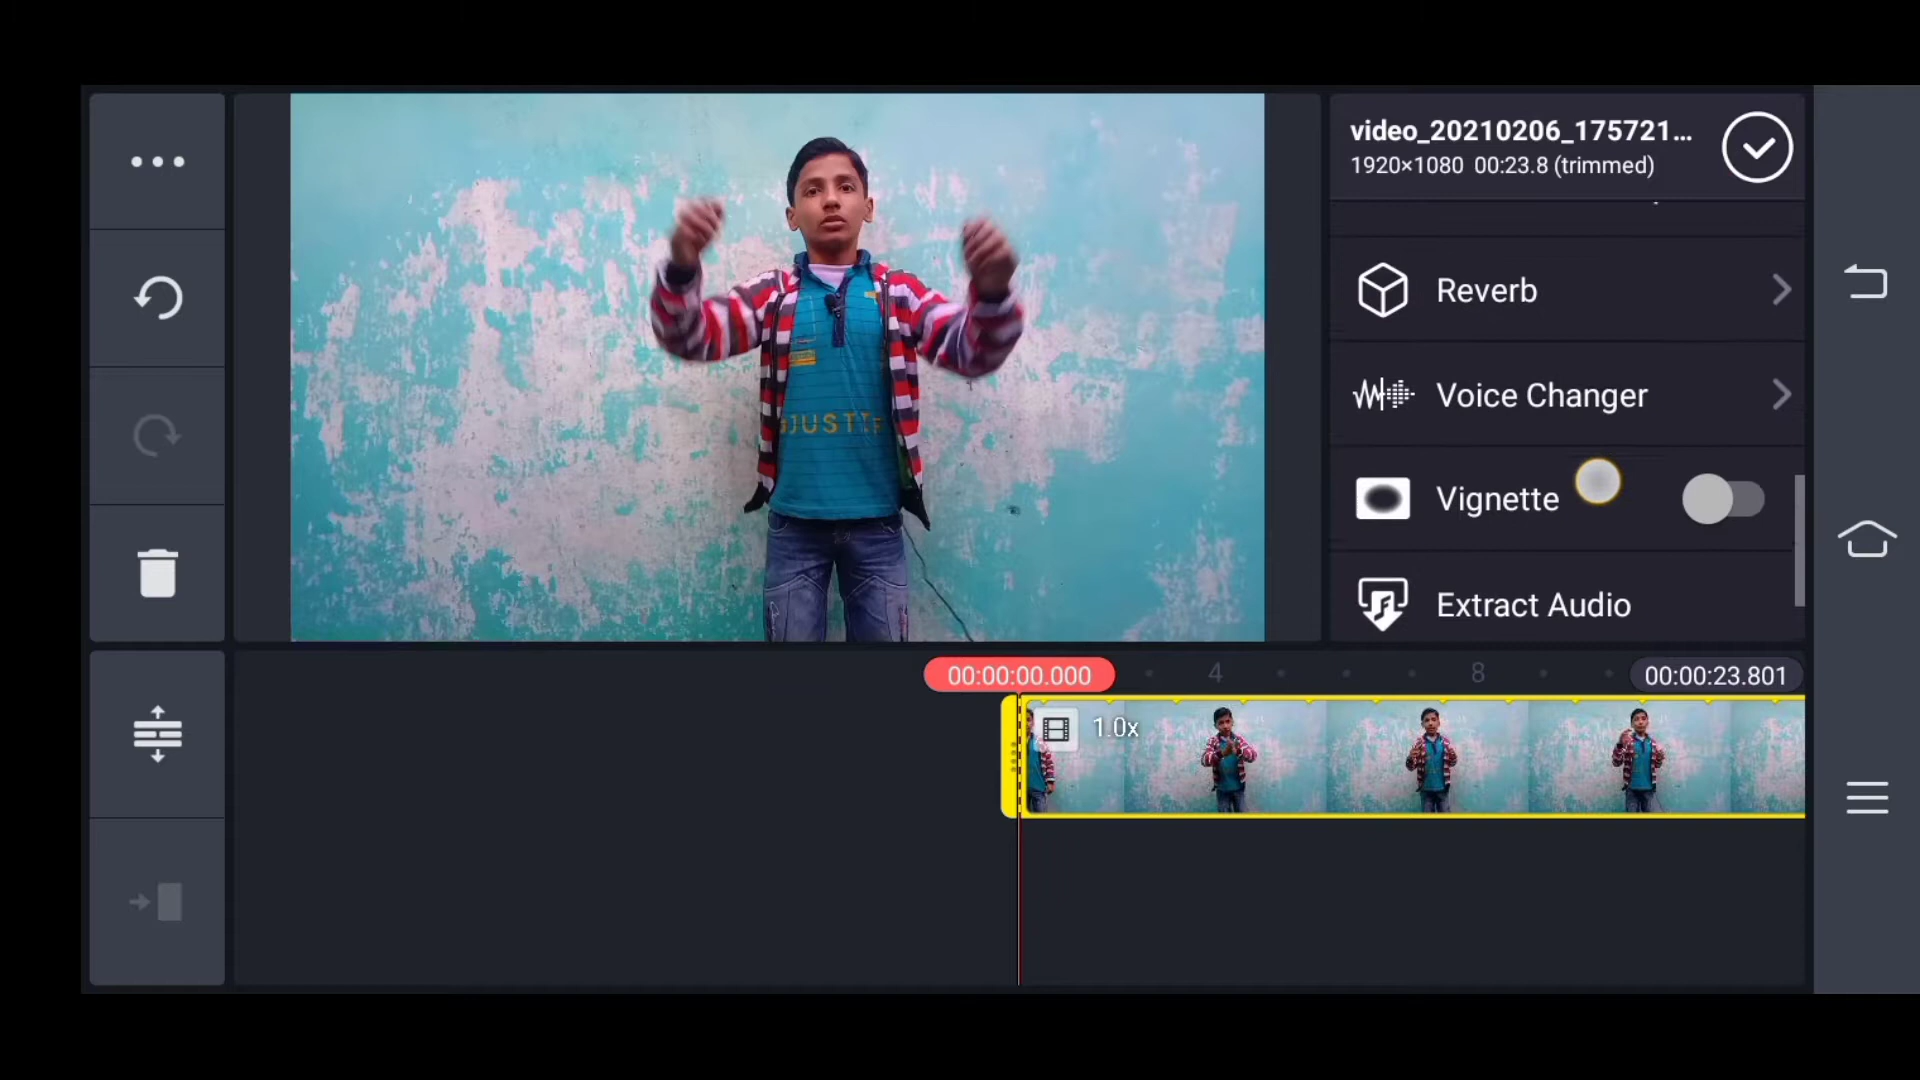 video_20210206_175721...
1920×1080 00:23.8 (trimmed)
Reverb
Voice Changer
Vignette
Extract Audio
00:00:00.000
4
8
00:00:23.801
1.0x